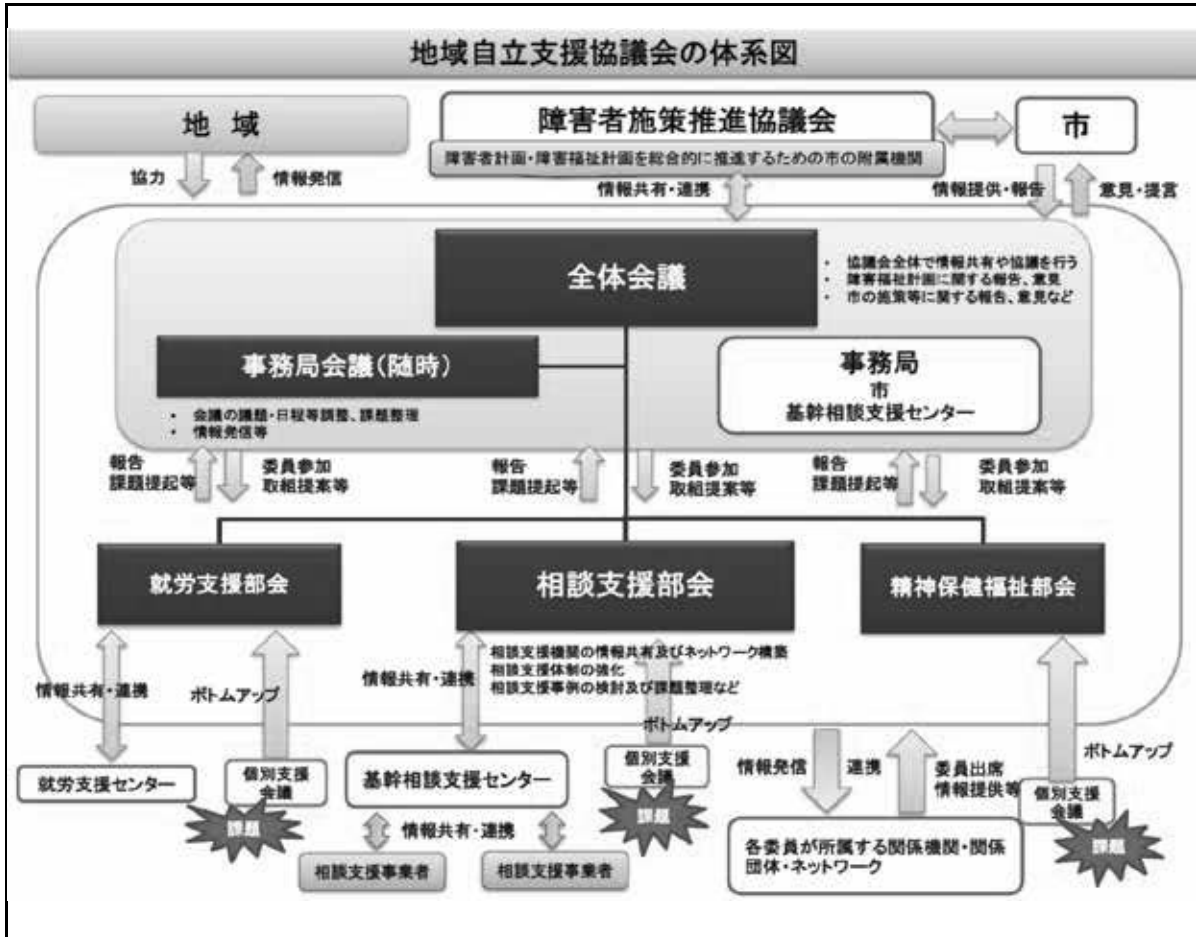 地域自立支援協議会の体系図
地 域
障害者施策推進協議会
市
障害者計画・障害福祉計画を総合的に推進するための市の附属機関
協力
情報発信
情報共有・連携
情報提供・報告
意見・提言
全体会議
・ 協議会全体で情報共有や協議を行う
・ 障害福祉計画に関する報告、意見
・ 市の施策等に関する報告、意見など
事務局会議(随時)
・ 会議の議題・日程等調整、課題整理
・ 情報発信等
事務局
市
基幹相談支援センター
報告
課題提起等
委員参加
取組提案等
報告
課題提起等
委員参加
取組提案等
報告
課題提起等
委員参加
取組提案等
就労支援部会
相談支援部会
精神保健福祉部会
相談支援機関の情報共有及びネットワーク構築
相談支援体制の強化
相談支援事例の検討及び課題整理など
情報共有・連携
ボトムアップ
情報共有・連携
ボトムアップ
ボトムアップ
就労支援センター
個別支援
会議
課題
基幹相談支援センター
個別支援
会議
課題
情報発信
連携
委員出席
情報提供等
個別支援
会議
課題
情報共有・連携
相談支援事業者
相談支援事業者
各委員が所属する関係機関・関係
団体・ネットワーク